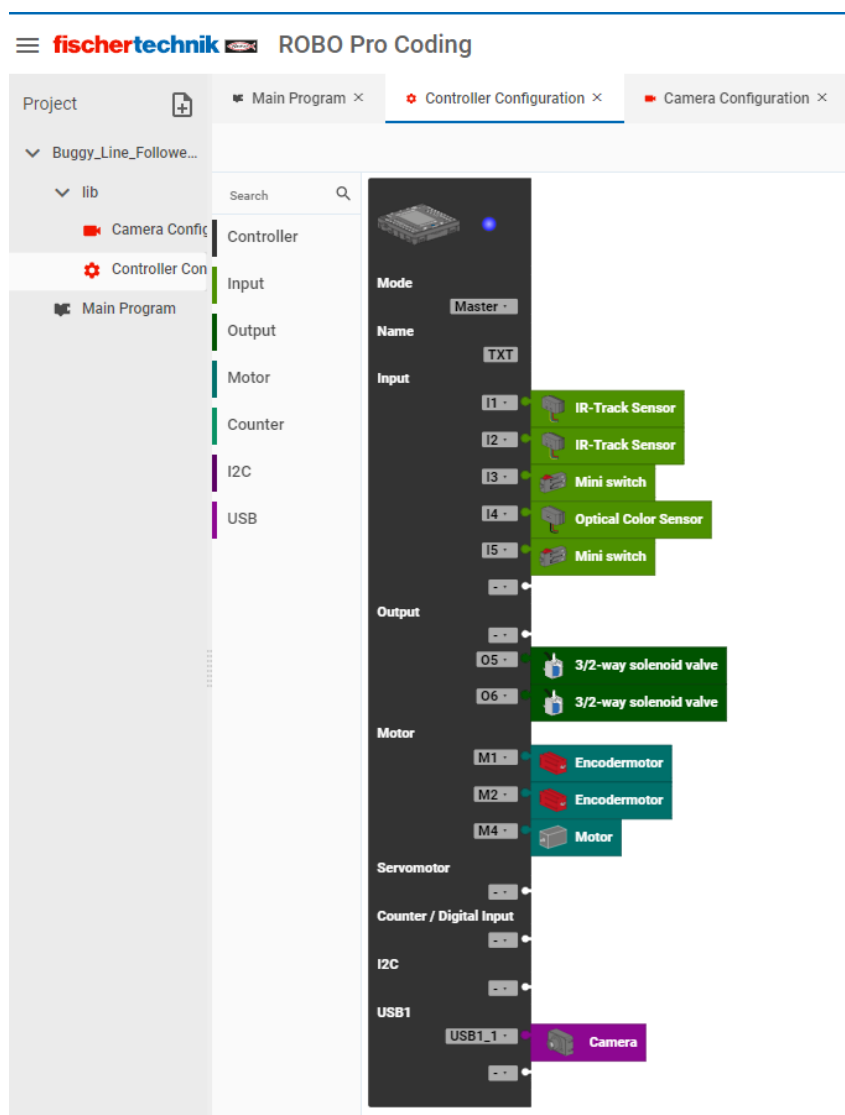 fischertechnik ROBO Pro Coding
Project
Main Program ×
Controller Configuration ×
Camera Configuration ×
Buggy_Line_Followe...
lib
Camera Config
Controller Con
Main Program
Search
Controller
Input
Output
Motor
Counter
I2C
USB
Mode
Master
Name
TXT
Input
I1 IR-Track Sensor
I2 IR-Track Sensor
I3 Mini switch
I4 Optical Color Sensor
I5 Mini switch
-
Output
-
O5 3/2-way solenoid valve
O6 3/2-way solenoid valve
Motor
M1 Encodermotor
M2 Encodermotor
M4 Motor
Servomotor
-
Counter / Digital Input
-
I2C
-
USB1
USB1_1 Camera
-